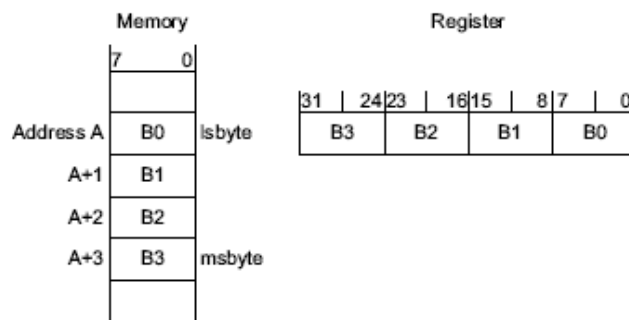 Memory Register
7 0
31 24 23 16 15 8 7 0
Address A B0 lsbyte B3 B2 B1 B0
A+1 B1
A+2 B2
A+3 B3 msbyte